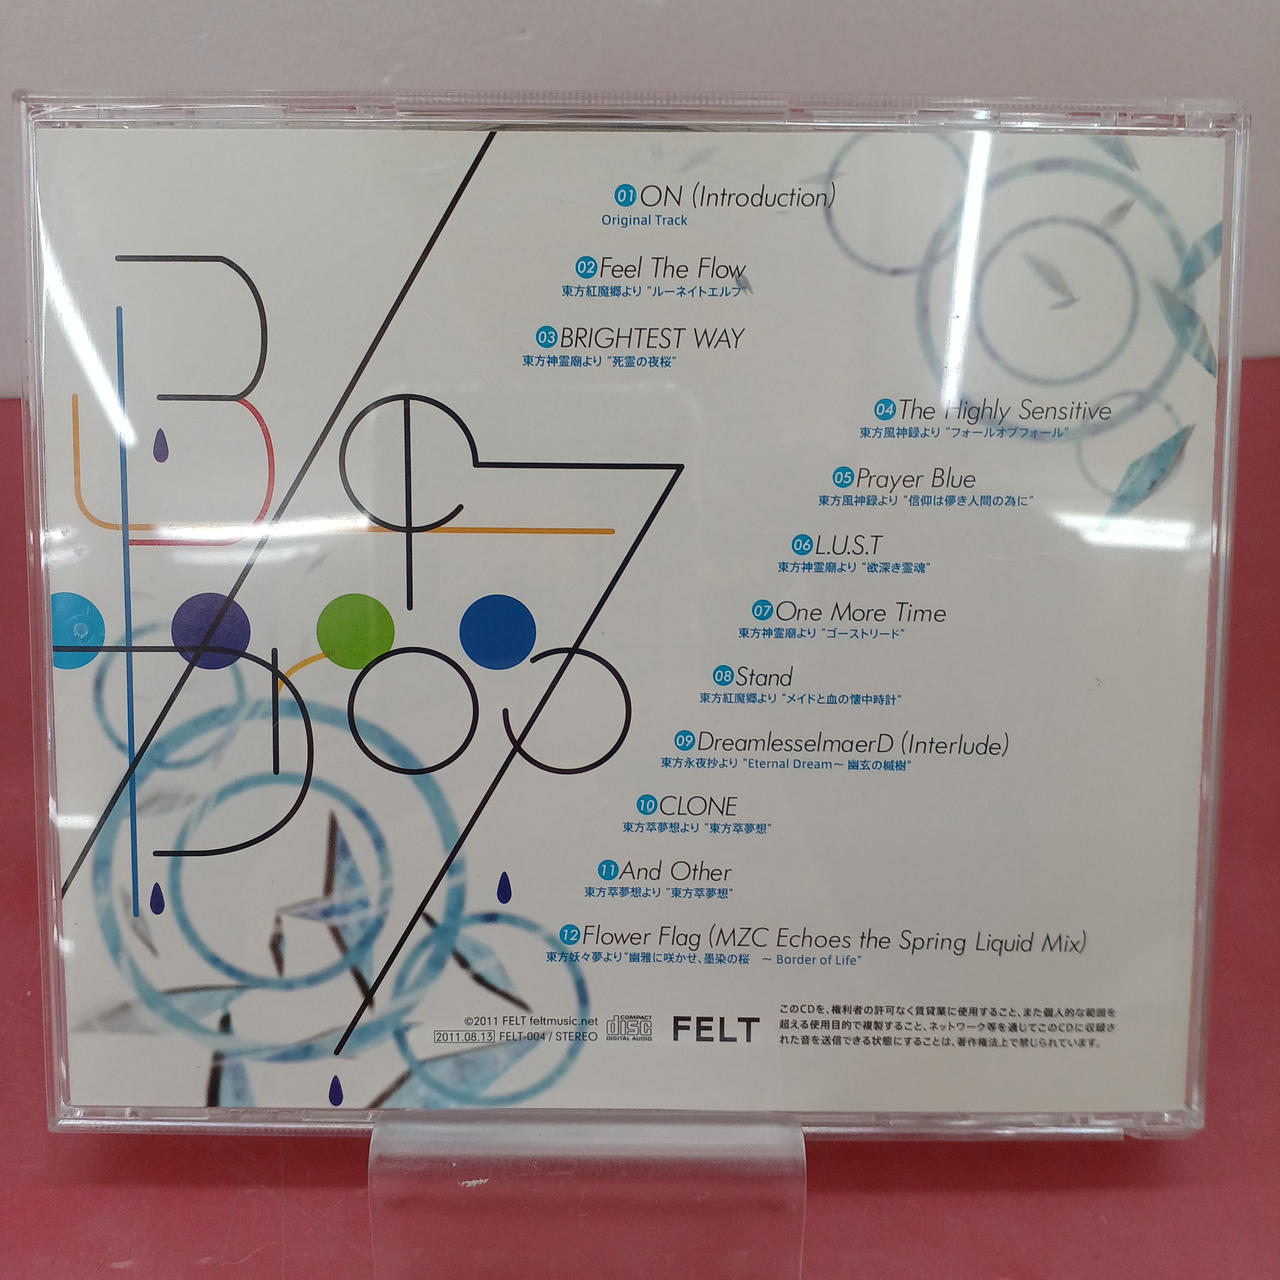 01 ON (Introduction)
Original Track
02 Feel The Flow
東方紅魔郷より "ルーネイトエルフ"
03 BRIGHTEST WAY
東方神霊廟より "死霊の夜桜"
04 The Highly Sensitive
東方風神録より "フォールオブフォール"
05 Prayer Blue
東方風神録より "信仰は儚き人間の為に"
06 L.U.S.T
東方神霊廟より "欲深き霊魂"
07 One More Time
東方神霊廟より "ゴーストリード"
08 Stand
東方紅魔郷より "メイドと血の懐中時計"
09 DreamlesselmaerD (Interlude)
東方永夜抄より "Eternal Dream～ 幽玄の槭樹"
10 CLONE
東方萃夢想より "東方萃夢想"
11 And Other
東方萃夢想より "東方萃夢想"
12 Flower Flag (MZC Echoes the Spring Liquid Mix)
東方妖々夢より"幽雅に咲かせ、墨染の桜　～ Border of Life"
©2011 FELT feltmusic.net
2011.08.13 FELT-004 / STEREO
COMPACT
disc
DIGITAL AUDIO
FELT
このCDを、権利者の許可なく賃貸業に使用すること、また個人的な範囲を
超える使用目的で複製すること、ネットワーク等を通じてこのCDに収録さ
れた音を送信できる状態にすることは、著作権法上で禁じられています。